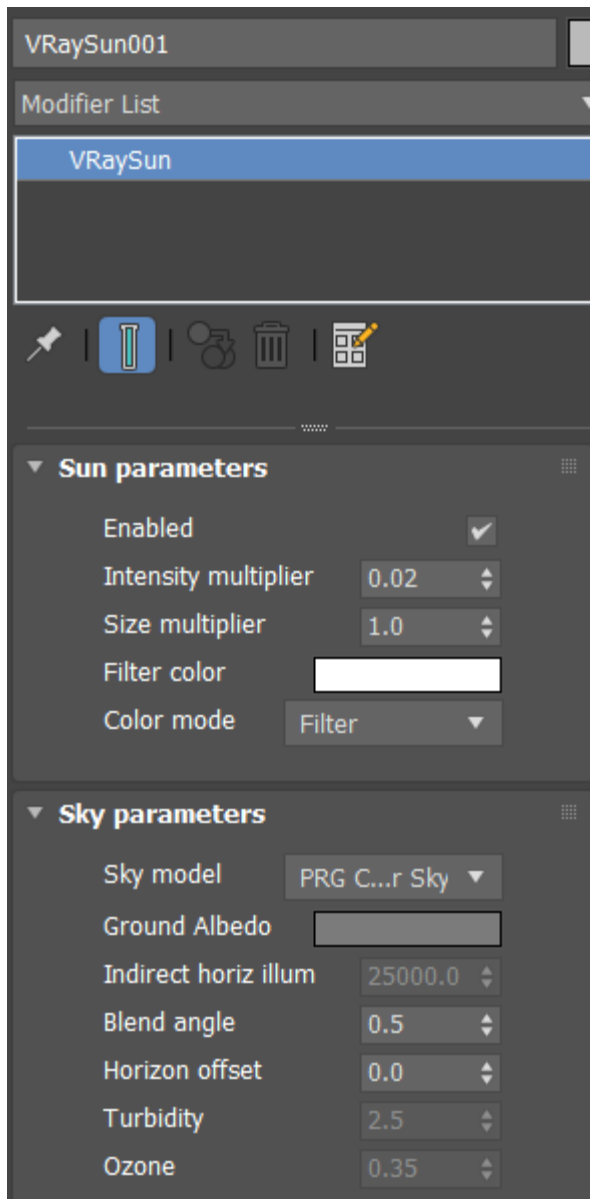 VRaySun001
Modifier List
VRaySun
Sun parameters
Enabled
Intensity multiplier 0.02
Size multiplier 1.0
Filter color
Color mode Filter
Sky parameters
Sky model PRG C...r Sky
Ground Albedo
Indirect horiz illum 25000.0
Blend angle 0.5
Horizon offset 0.0
Turbidity 2.5
Ozone 0.35